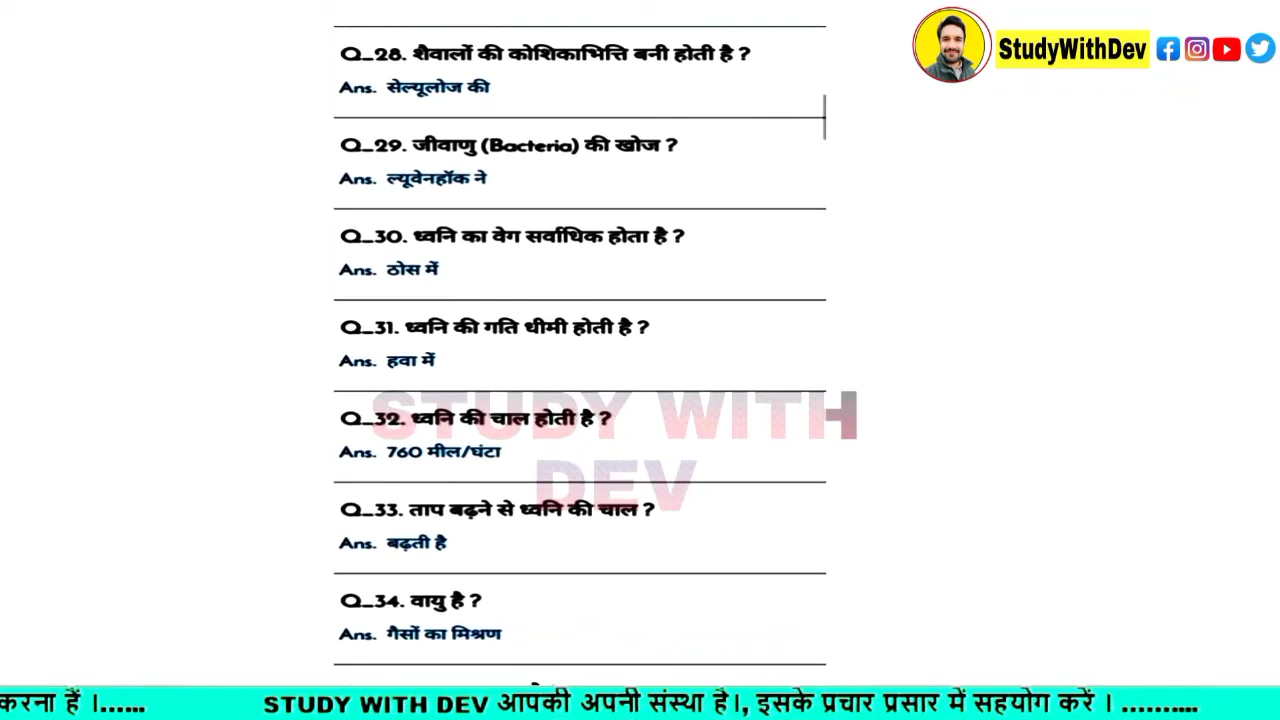 StudyWithDev
Q_28. शैवालों की कोशिकाभित्ति बनी होती है ?
Ans. सेल्यूलोज की
Q_29. जीवाणु (Bacteria) की खोज ?
Ans. ल्यूवेनहॉक ने
Q_30. ध्वनि का वेग सर्वाधिक होता है ?
Ans. ठोस में
Q_31. ध्वनि की गति धीमी होती है ?
Ans. हवा में
STUDY WITH
DEV
Q_32. ध्वनि की चाल होती है ?
Ans. 760 मील/घंटा
Q_33. ताप बढ़ने से ध्वनि की चाल ?
Ans. बढ़ती है
Q_34. वायु है ?
Ans. गैसों का मिश्रण
करना हैं ।...... STUDY WITH DEV आपकी अपनी संस्था है।, इसके प्रचार प्रसार में सहयोग करें । ..........